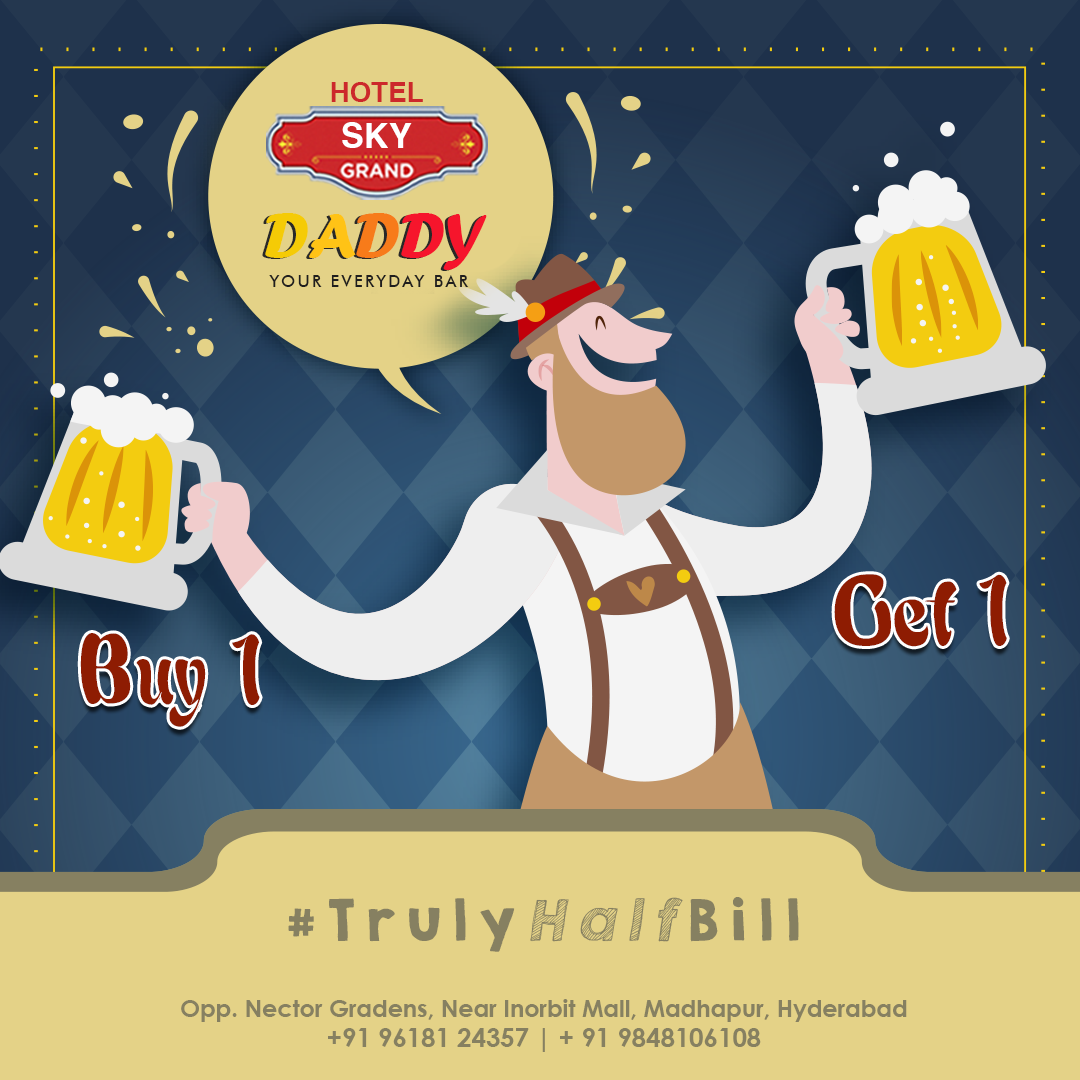 HOTEL
SKY
GRAND
DADDY
YOUR EVERYDAY BAR
Buy 1
Get 1
#TrulyHalfBill
Opp. Nector Gradens, Near Inorbit Mall, Madhapur, Hyderabad
+91 96181 24357 | + 91 9848106108